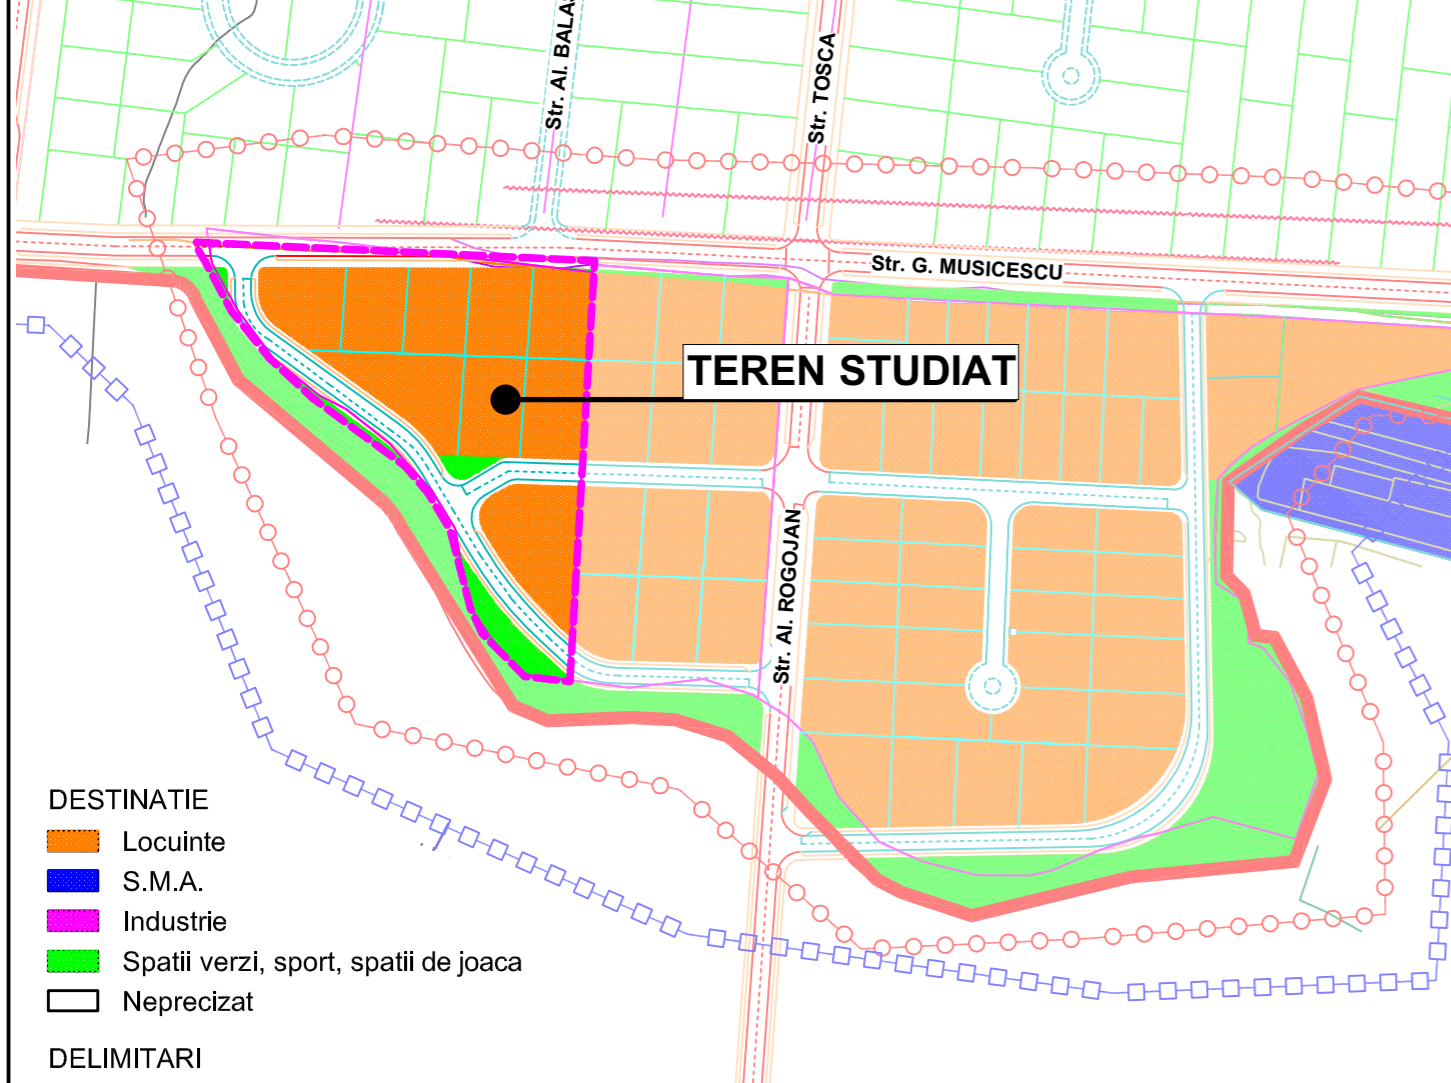 Str. Al. BALAS
Str. TOSCA
Str. G. MUSICESCU
TEREN STUDIAT
Str. Al. ROGOJAN
DESTINATIE
Locuinte
S.M.A.
Industrie
Spatii verzi, sport, spatii de joaca
Neprecizat
DELIMITARI